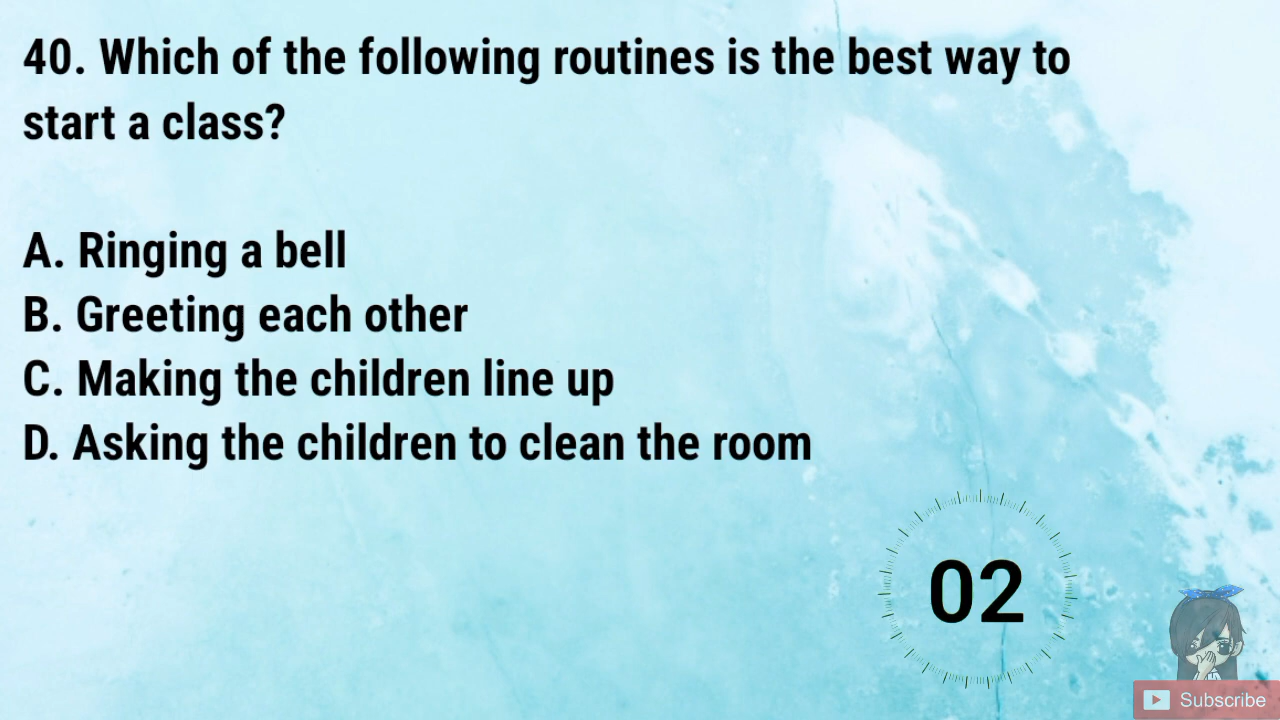 40. Which of the following routines is the best way to
start a class?
A. Ringing a bell
B. Greeting each other
C. Making the children line up
D. Asking the children to clean the room
02
Subscribe